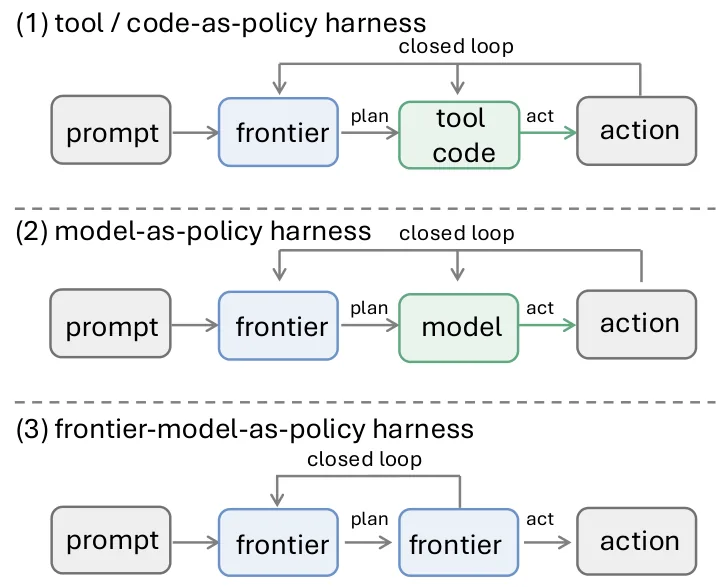 (1) tool / code-as-policy harness
closed loop
prompt
frontier
plan
tool
code
act
action
(2) model-as-policy harness
closed loop
prompt
frontier
plan
model
act
action
(3) frontier-model-as-policy harness
closed loop
prompt
frontier
plan
frontier
act
action